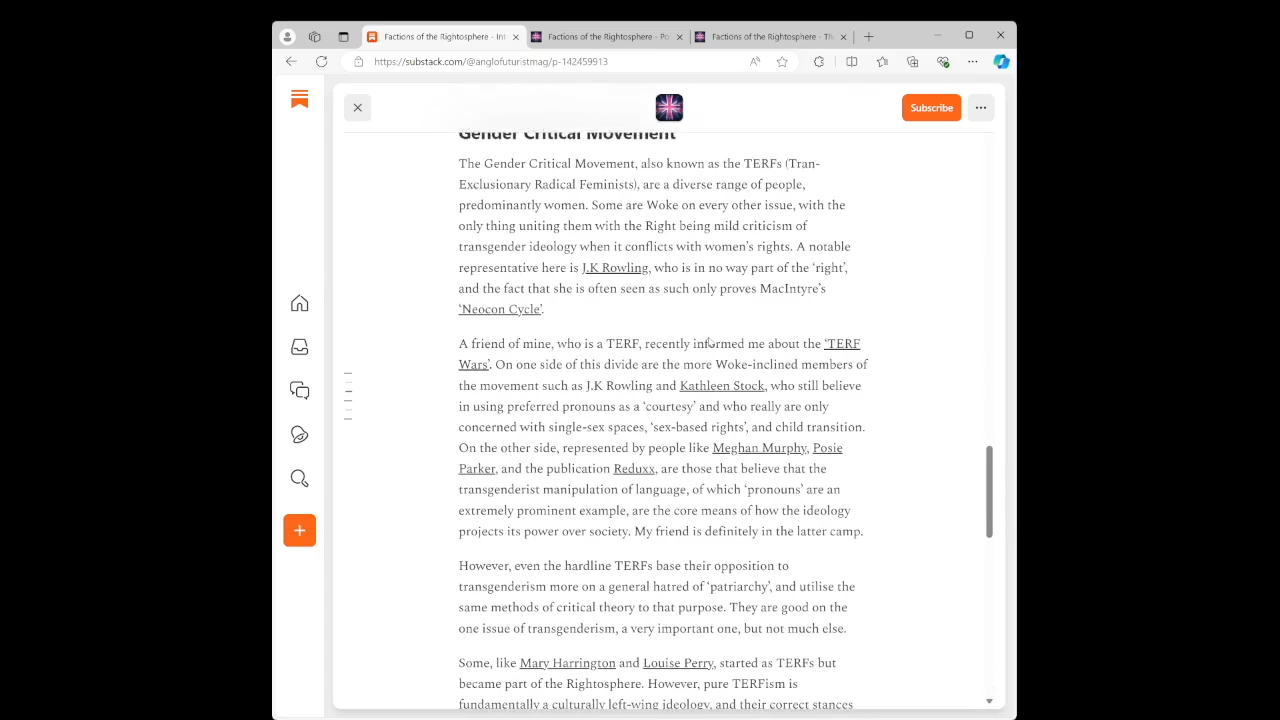 Factions of the Rightosphere - Int
Factions of the Rightosphere - Po
Factions of the Rightosphere - Th
https://substack.com/@anglofuturistmag/p-142459913
Subscribe
Gender Critical Movement
The Gender Critical Movement, also known as the TERFs (Tran-
Exclusionary Radical Feminists), are a diverse range of people,
predominantly women. Some are Woke on every other issue, with the
only thing uniting them with the Right being mild criticism of
transgender ideology when it conflicts with women’s rights. A notable
representative here is J.K Rowling, who is in no way part of the ‘right’,
and the fact that she is often seen as such only proves MacIntyre’s
‘Neocon Cycle’.
A friend of mine, who is a TERF, recently informed me about the ‘TERF
Wars’. On one side of this divide are the more Woke-inclined members of
the movement such as J.K Rowling and Kathleen Stock, who still believe
in using preferred pronouns as a ‘courtesy’ and who really are only
concerned with single-sex spaces, ‘sex-based rights’, and child transition.
On the other side, represented by people like Meghan Murphy, Posie
Parker, and the publication Reduxx, are those that believe that the
transgenderist manipulation of language, of which ‘pronouns’ are an
extremely prominent example, are the core means of how the ideology
projects its power over society. My friend is definitely in the latter camp.
However, even the hardline TERFs base their opposition to
transgenderism more on a general hatred of ‘patriarchy’, and utilise the
same methods of critical theory to that purpose. They are good on the
one issue of transgenderism, a very important one, but not much else.
Some, like Mary Harrington and Louise Perry, started as TERFs but
became part of the Rightosphere. However, pure TERFism is
fundamentally a culturally left-wing ideology, and their correct stances